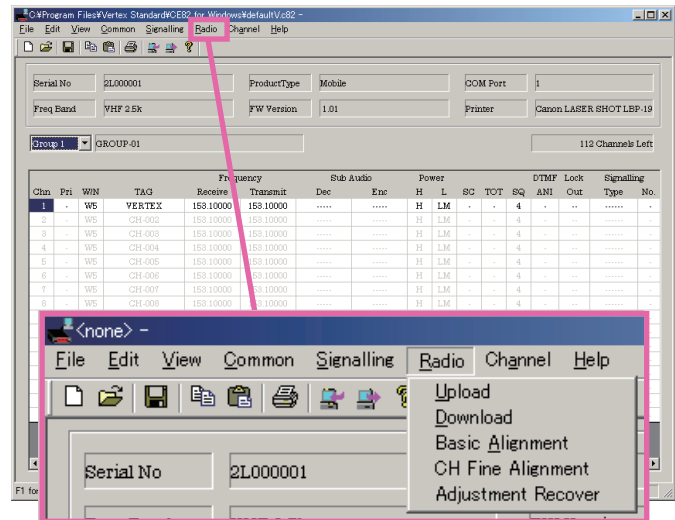 C:¥Program Files¥Vertex Standard¥CE82 for Windows¥defaultV.c82 -
File Edit View Common Signalling Radio Channel Help
Serial No 2L000001 ProductType Mobile COM Port 1
Freq Band VHF 2.5k FW Version 1.01 Printer Canon LASER SHOT LBP-19
Group 1 GROUP-01 112 Channels Left
Frequency Sub Audio Power DTMF Lock Signalling
Chn Pri W/N TAG Receive Transmit Dec Enc H L SC TOT SQ ANI Out Type No.
1 - W5 VERTEX 153.10000 153.10000 ----- ----- H LM - - 4 - -- ------ -
2 - W5 CH-002 153.10000 153.10000 ----- ----- H LM - - 4 - -- ------ -
3 - W5 CH-003 153.10000 153.10000 ----- ----- H LM - - 4 - -- ------ -
4 - W5 CH-004 153.10000 153.10000 ----- ----- H LM - - 4 - -- ------ -
5 - W5 CH-005 153.10000 153.10000 ----- ----- H LM - - 4 - -- ------ -
6 - W5 CH-006 153.10000 153.10000 ----- ----- H LM - - 4 - -- ------ -
7 - W5 CH-007 153.10000 153.10000 ----- ----- H LM - - 4 - -- ------ -
8 - W5 CH-008 153.10000 153.10000 ----- ----- H LM - - 4 - -- ------ -
<none> -
File Edit View Common Signalling Radio Channel Help
Upload
Download
Basic Alignment
CH Fine Alignment
Adjustment Recover
Serial No 2L000001
F1 for